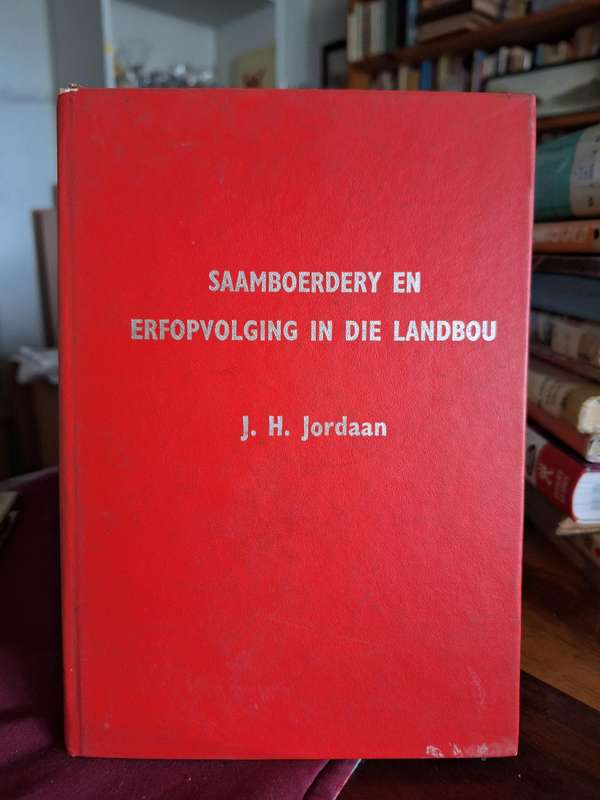 SAAMBOERDERY EN
ERFOPVOLGING IN DIE LANDBOU
J. H. Jordaan